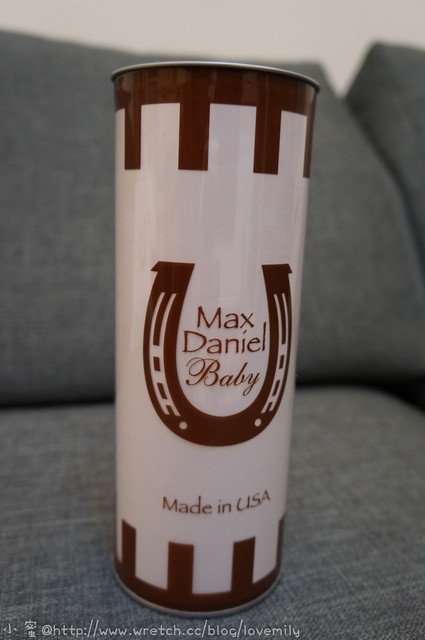 Max
Daniel
Baby
Made in USA
小蜜@http://www.wretch.cc/blog/lovemily